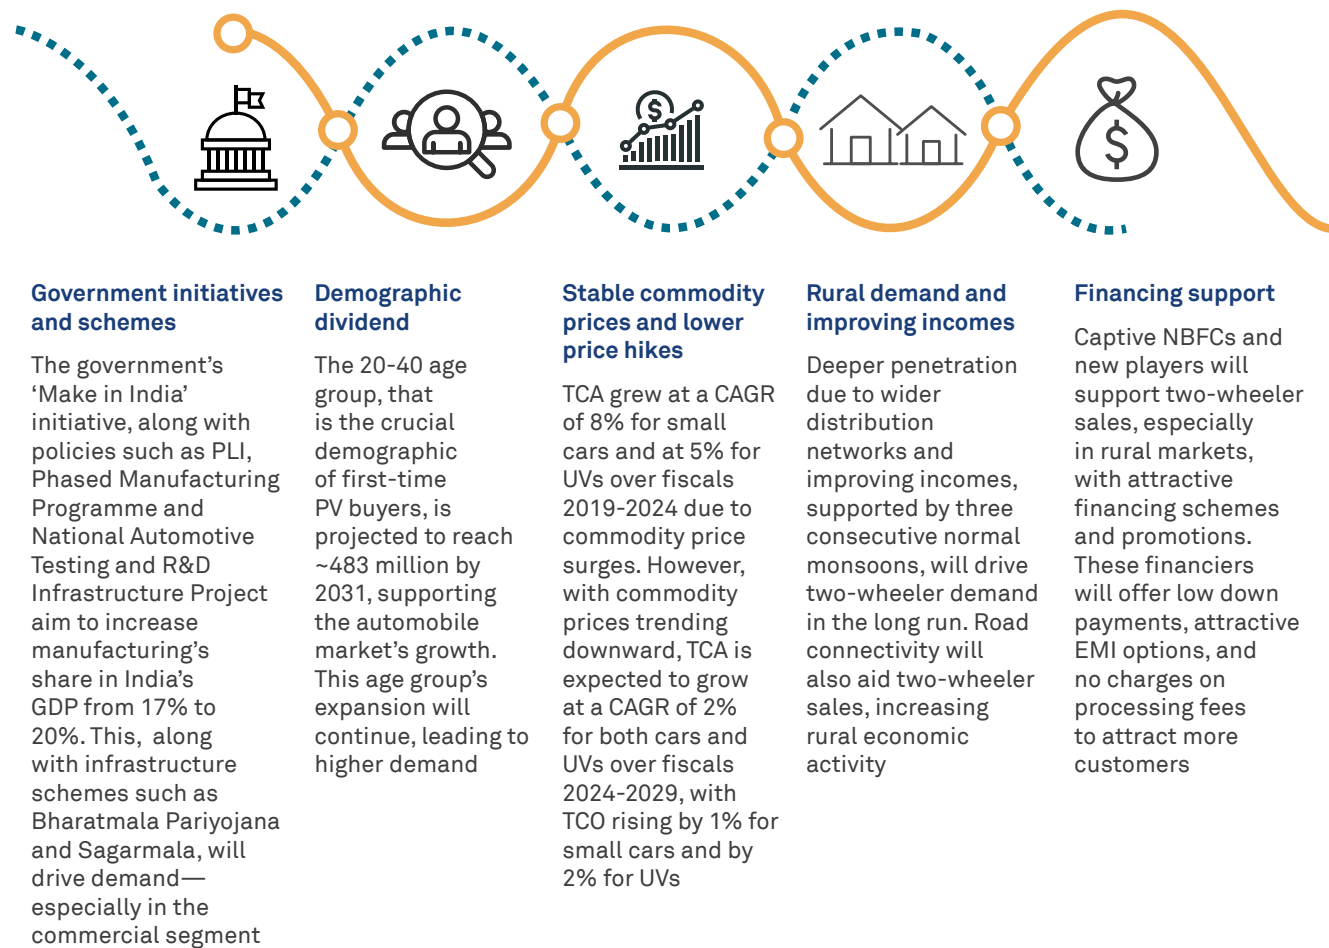 Government initiatives
and schemes
The government's
'Make in India'
initiative, along with
policies such as PLI,
Phased Manufacturing
Programme and
National Automotive
Testing and R&D
Infrastructure Project
aim to increase
manufacturing's
share in India's
GDP from 17% to
20%. This, along
with infrastructure
schemes such as
Bharatmala Pariyojana
and Sagarmala, will
drive demand—
especially in the
commercial segment
Demographic
dividend
The 20-40 age
group, that
is the crucial
demographic
of first-time
PV buyers, is
projected to reach
~483 million by
2031, supporting
the automobile
market's growth.
This age group's
expansion will
continue, leading to
higher demand
Stable commodity
prices and lower
price hikes
TCA grew at a CAGR
of 8% for small
cars and at 5% for
UVs over fiscals
2019-2024 due to
commodity price
surges. However,
with commodity
prices trending
downward, TCA is
expected to grow
at a CAGR of 2%
for both cars and
UVs over fiscals
2024-2029, with
TCO rising by 1% for
small cars and by
2% for UVs
Rural demand and
improving incomes
Deeper penetration
due to wider
distribution
networks and
improving incomes,
supported by three
consecutive normal
monsoons, will drive
two-wheeler demand
in the long run. Road
connectivity will
also aid two-wheeler
sales, increasing
rural economic
activity
Financing support
Captive NBFCs and
new players will
support two-wheeler
sales, especially
in rural markets,
with attractive
financing schemes
and promotions.
These financiers
will offer low down
payments, attractive
EMI options, and
no charges on
processing fees
to attract more
customers